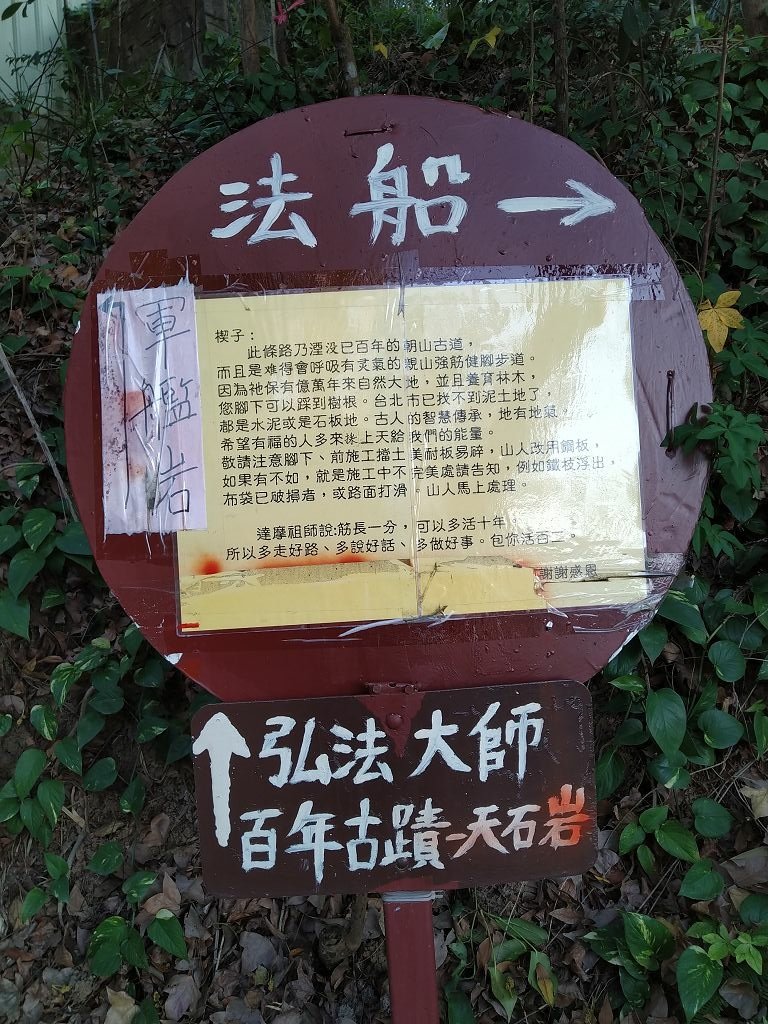 法船→
軍艦岩
楔子：
此條路乃湮没已百年的朝山古道，
而且是难得會呼吸有炁氣的觀山強筋健腳步道。
因為祂保有億萬年來自然大地，並且養育林木，
您腳下可以踩到樹根。台北市已找不到泥土地了，
都是水泥或是石板地。古人的智慧傳承，地有地氣。
希望有福的人多來接上天給我們的能量。
敬請注意腳下、前施工擋土美耐板易碎，山人改用鋼板，
如果有不如，就是施工中不完美處請告知，例如鐵枝浮出，
布袋已破損者，或路面打滑。山人馬上處理。
達摩祖師說:筋長一分，可以多活十年。
所以多走好路、多說好話、多做好事。包你活百二。
謝謝感恩
↑弘法大師
百年古蹟-天石岩